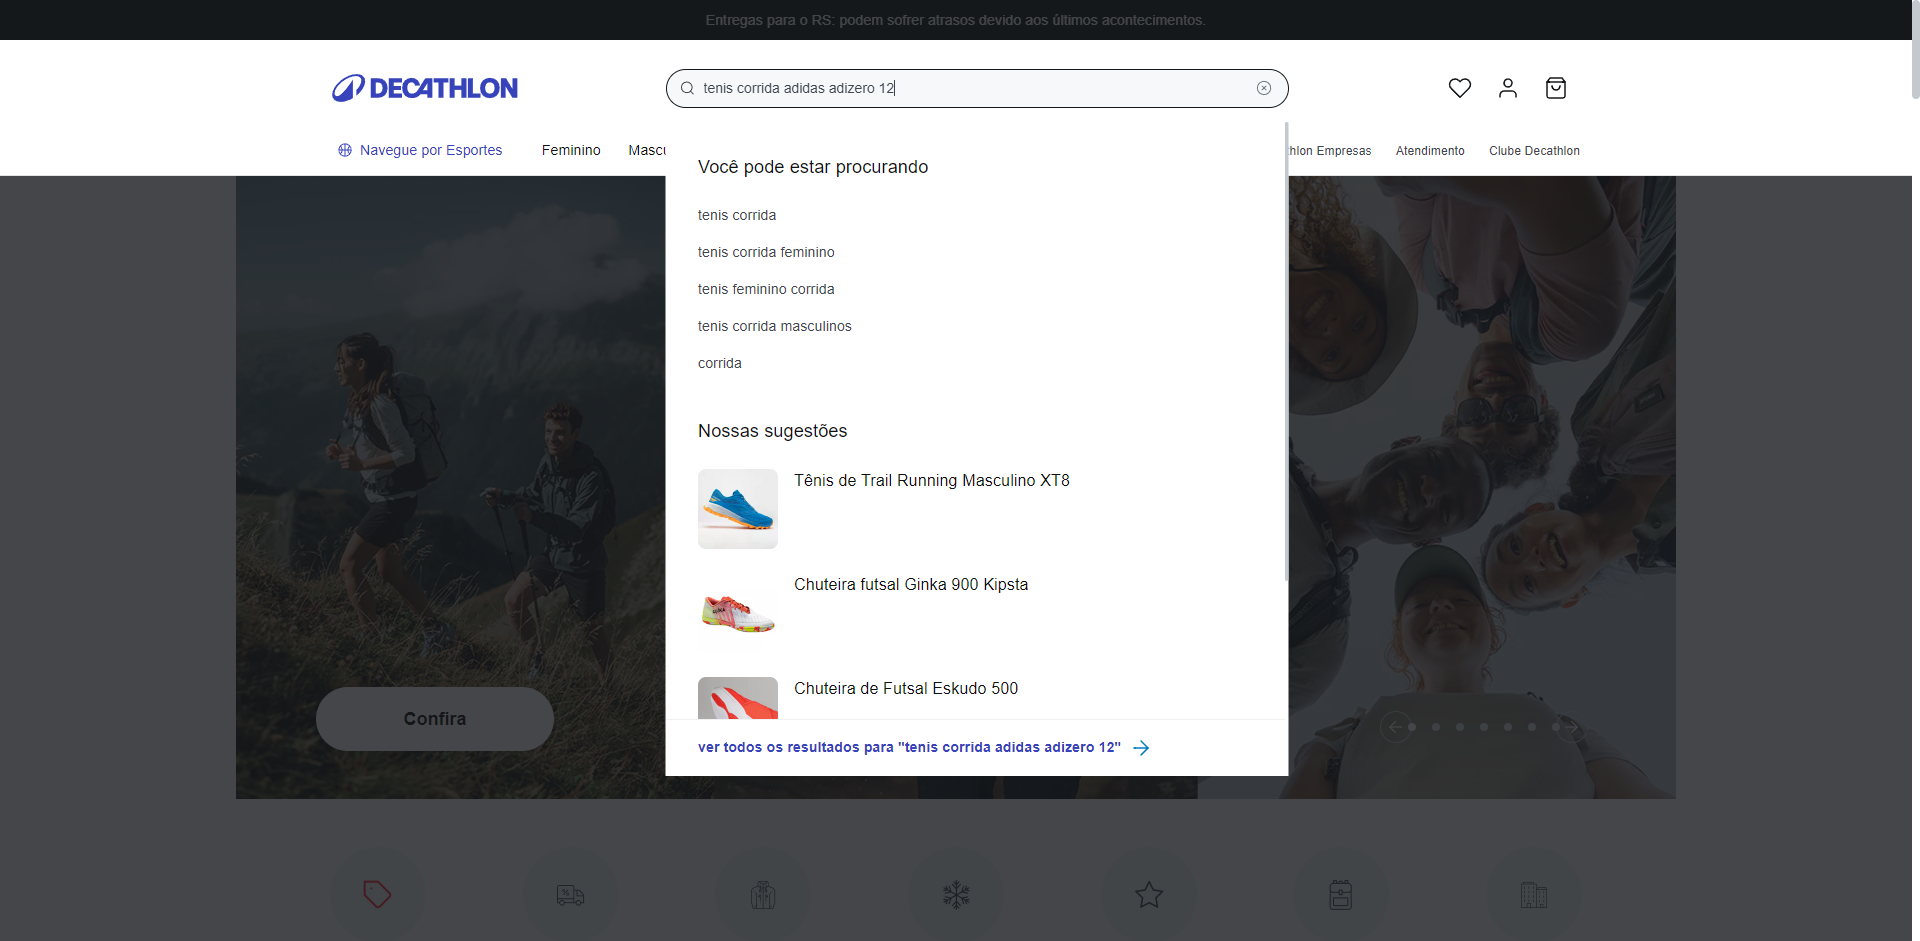 Entregas para o RS: podem sofrer atrasos devido aos últimos acontecimentos.
DECATHLON
tenis corrida adidas adizero 12
Navegue por Esportes
Feminino
Mascu
hlon Empresas
Atendimento
Clube Decathlon
Você pode estar procurando
tenis corrida
tenis corrida feminino
tenis feminino corrida
tenis corrida masculinos
corrida
Nossas sugestões
Tênis de Trail Running Masculino XT8
Chuteira futsal Ginka 900 Kipsta
Chuteira de Futsal Eskudo 500
Confira
ver todos os resultados para "tenis corrida adidas adizero 12"